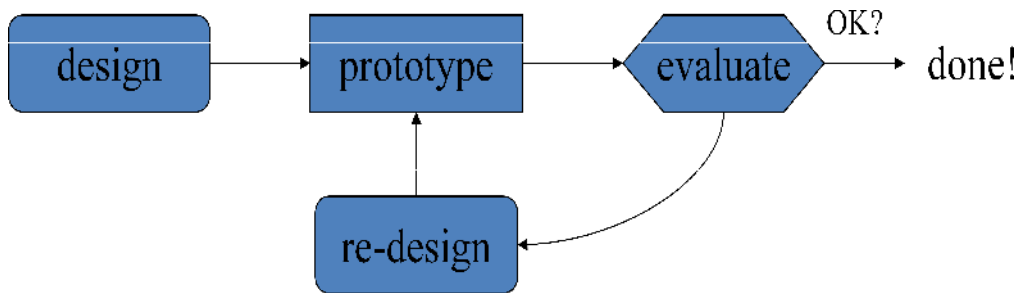 OK?
design
prototype
evaluate
done!
re-design